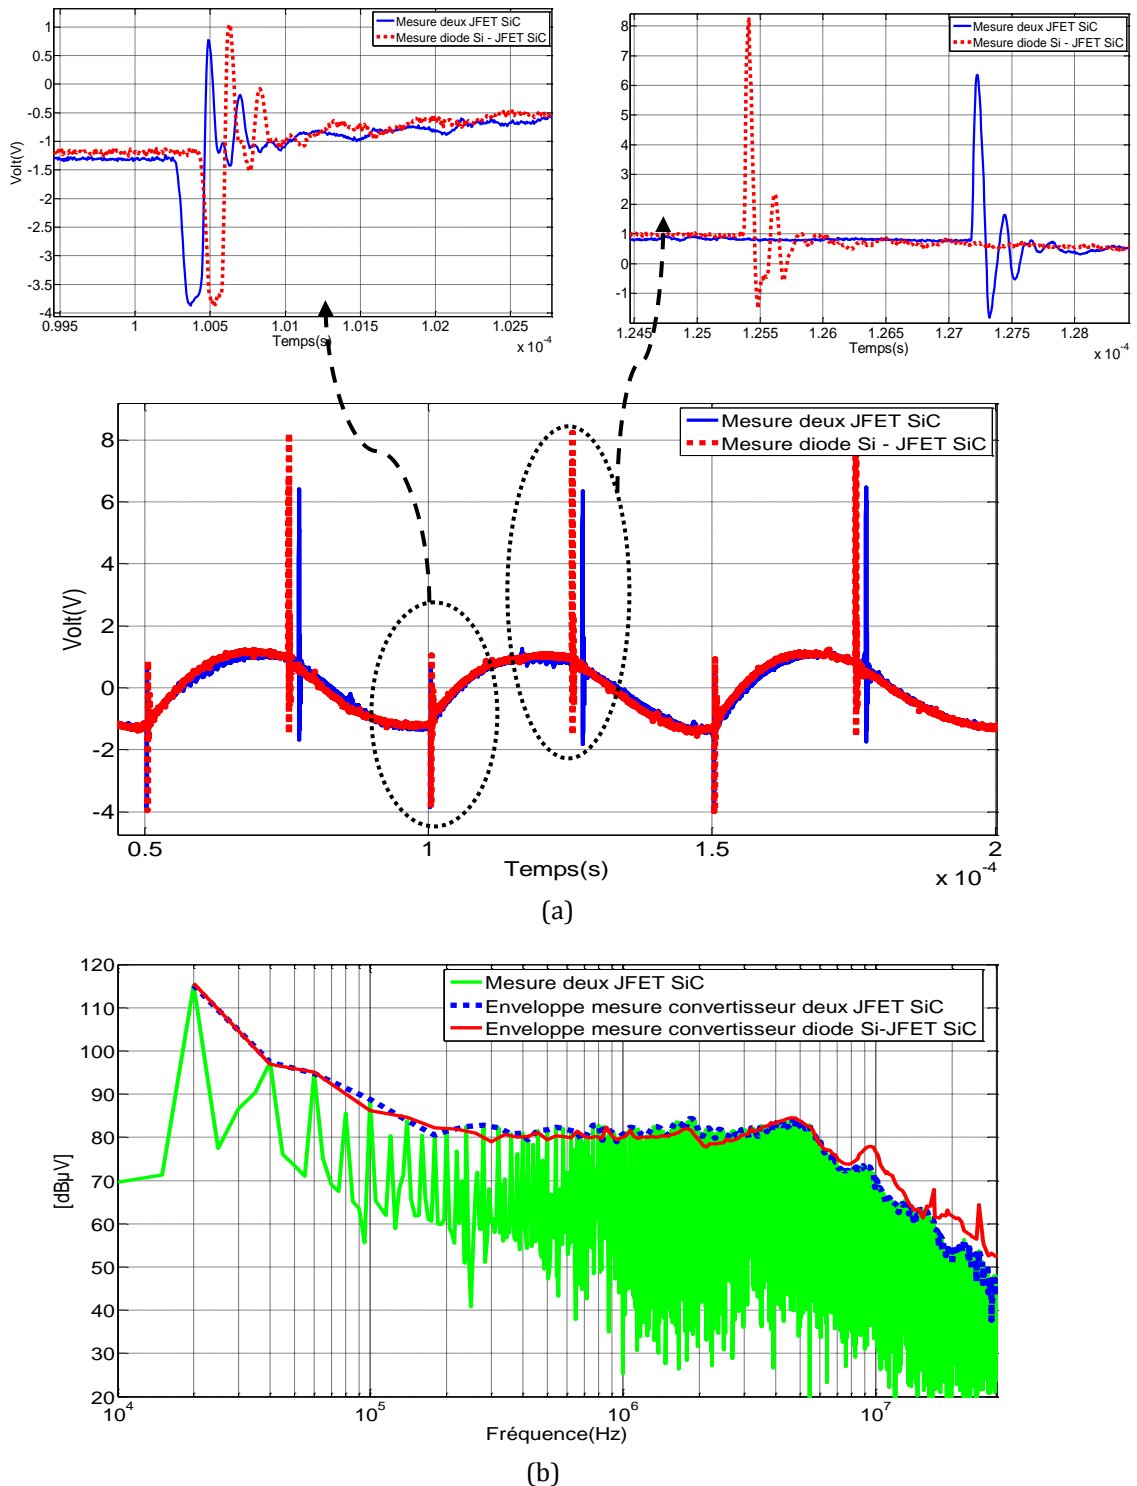 Mesure deux JFET SiC
Mesure diode Si - JFET SiC
Volt(V)
1
0.5
0
-0.5
-1
-1.5
-2
-2.5
-3
-3.5
-4
0.995 1 1.005 1.01 1.015 1.02 1.025
Temps(s)
x 10-4
Mesure deux JFET SiC
Mesure diode Si - JFET SiC
8
7
6
5
4
3
2
1
0
-1
1.245 1.25 1.255 1.26 1.265 1.27 1.275 1.28
Temps(s)
x 10-4
Mesure deux JFET SiC
Mesure diode Si - JFET SiC
Volt(V)
8
6
4
2
0
-2
-4
0.5 1 1.5 2
Temps(s)
x 10-4
(a)
Mesure deux JFET SiC
Enveloppe mesure convertisseur deux JFET SiC
Enveloppe mesure convertisseur diode Si-JFET SiC
[dBµV]
120
110
100
90
80
70
60
50
40
30
20
10⁴ 10⁵ 10⁶ 10⁷
Fréquence(Hz)
(b)